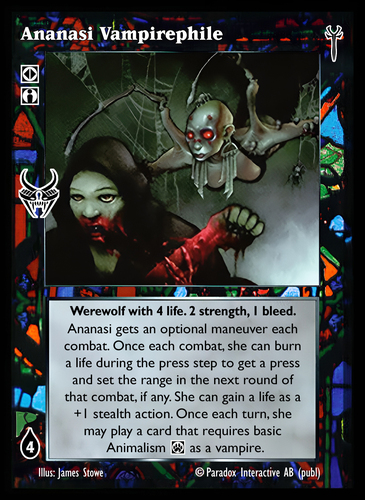 Ananasi Vampirephile
Werewolf with 4 life. 2 strength, 1 bleed.
Ananasi gets an optional maneuver each
combat. Once each combat, she can burn
a life during the press step to get a press
and set the range in the next round of
that combat, if any. She can gain a life as a
+1 stealth action. Once each turn, she
may play a card that requires basic
Animalism as a vampire.
4
Illus: James Stowe © Paradox Interactive AB (publ)